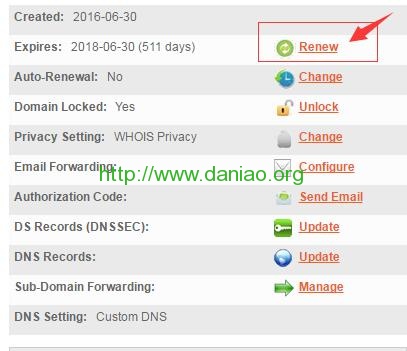 Created: 2016-06-30
Expires: 2018-06-30 (511 days) Renew
Auto-Renewal: No Change
Domain Locked: Yes Unlock
Privacy Setting: WHOIS Privacy Change
Email Forwarding: Configure
http://www.daniao.org
Authorization Code: Send Email
DS Records (DNSSEC): Update
DNS Records: Update
Sub-Domain Forwarding: Manage
DNS Setting: Custom DNS